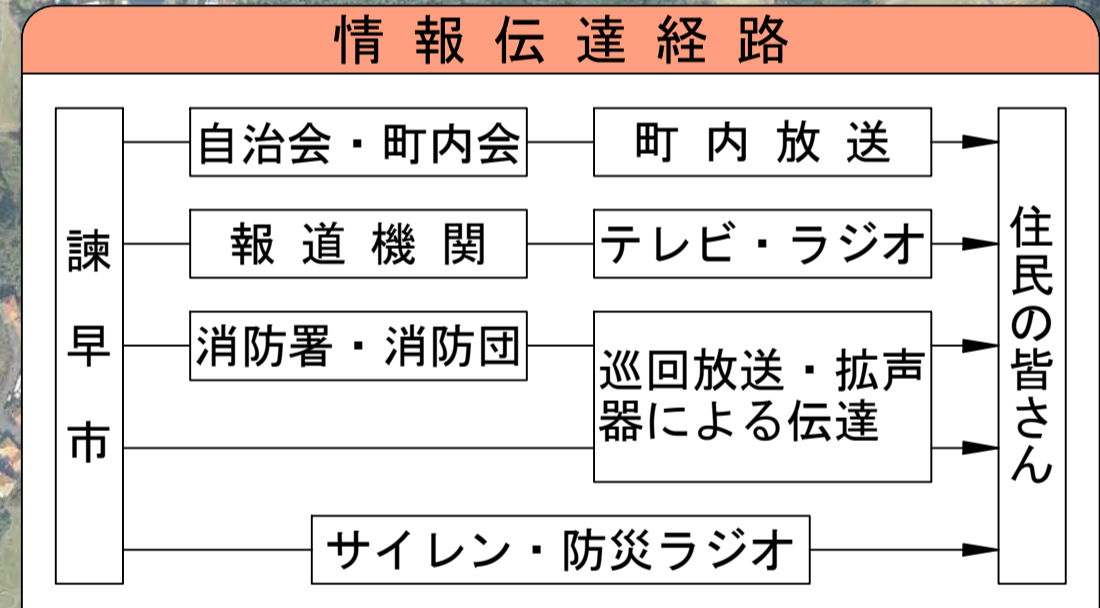 情報伝達経路
諫早市
自治会・町内会
町内放送
報道機関
テレビ・ラジオ
消防署・消防団
巡回放送・拡声
器による伝達
サイレン・防災ラジオ
住民の皆さん